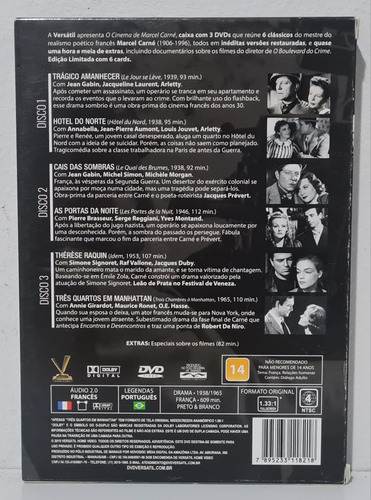 A Versátil apresenta O Cinema de Marcel Carné, caixa com 3 DVDs que reúne 6 clássicos do mestre do
realismo poético francês Marcel Carné (1906-1996), todos em inéditas versões restauradas, e quase
uma hora e meia de extras, incluindo documentários sobre os filmes do diretor de O Boulevard do Crime.
Edição Limitada com 6 cards.
DISCO 1
TRÁGICO AMANHECER (Le Jour se Lève, 1939, 93 min.)
Com Jean Gabin, Jacqueline Laurent, Arletty.
Após cometer um assassinato, um operário se tranca em seu apartamento e
recorda os eventos que o levaram ao crime. Com brilhante uso do flashback,
esse drama sombrio é uma obra-prima do cinema francês dos anos 30.
HOTEL DO NORTE (Hôtel du Nord, 1938, 95 min.)
Com Annabella, Jean-Pierre Aumont, Louis Jouvet, Arletty.
Pierre e Renée, um jovem casal desesperado, aluga um quarto no Hôtel du
Nord com a ideia de se suicidar. Porém, as coisas não saem como planejado.
Tragicomédia sobre a classe trabalhadora na Paris de antes da Guerra.
DISCO 2
CAIS DAS SOMBRAS (Le Quai des Brumes, 1938, 92 min.)
Com Jean Gabin, Michel Simon, Michèle Morgan.
França, às vésperas da Segunda Guerra. Um desertor do exército colonial se
apaixona por moça numa cidade, mas uma tragédia pode separá-los.
Obra-prima da parceria entre Carné e o poeta-roteirista Jacques Prévert.
AS PORTAS DA NOITE (Les Portes de la Nuit, 1946, 112 min.)
Com Pierre Brasseur, Serge Reggiani, Yves Montand.
Após a libertação do jugo nazista, um operário se apaixona loucamente por
uma desconhecida. Porém, a sombra do passado os persegue. Fábula
fascinante que marcou o fim da parceria entre Carné e Prévert.
DISCO 3
THÉRÈSE RAQUIN (Idem, 1953, 107 min.)
Com Simone Signoret, Raf Vallone, Jacques Duby.
Um caminhoneiro mata o marido da amante, e se torna vítima de chantagem.
Baseando-se em Émile Zola, Carné constrói um drama valorizado pela
atuação de Simone Signoret. Leão de Prata no Festival de Veneza.
TRÊS QUARTOS EM MANHATTAN (Trois Chambres à Manhattan, 1965, 110 min.)
Com Annie Girardot, Maurice Ronet, O.E. Hasse.
Quando sua esposa o deixa, um ator francês muda-se para Nova York, onde
conhece uma jovem atraente. Subestimado drama da fase final de Carné que
antecipa Encontros e Desencontros e traz uma ponta de Robert De Niro.
EXTRAS: Especiais sobre os filmes (82 min.)
DOLBY
DIGITAL
DVD
VIDEO
14
NÃO RECOMENDADO
PARA MENORES DE 14 ANOS
ÁUDIO 2.0
FRANCÊS
LEGENDAS
PORTUGUÊS
DRAMA - 1938/1965
FRANÇA - 609 min.
PRETO & BRANCO
FORMATO ORIGINAL
1.33:1
4
NTSC
DVDVERSATIL.COM.BR
7 895233 118218